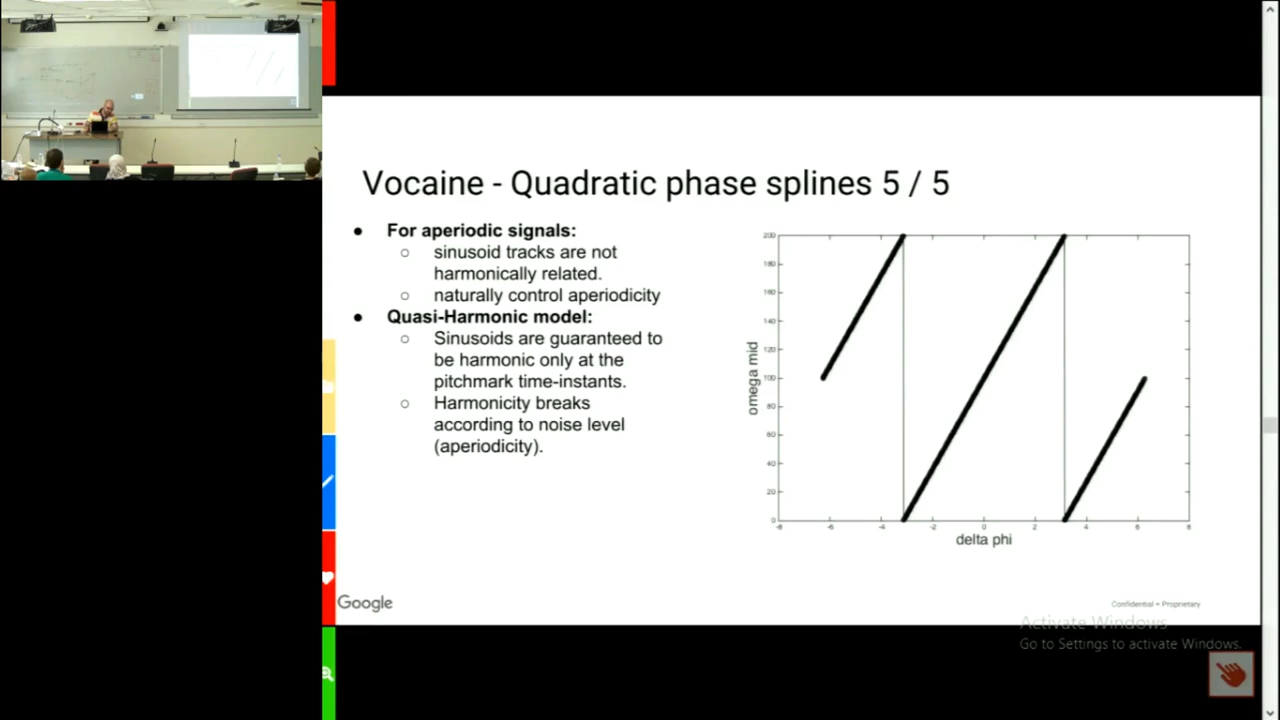 Vocaine - Quadratic phase splines 5 / 5
● For aperiodic signals:
○ sinusoid tracks are not
harmonically related.
○ naturally control aperiodicity
● Quasi-Harmonic model:
○ Sinusoids are guaranteed to
be harmonic only at the
pitchmark time-instants.
○ Harmonicity breaks
according to noise level
(aperiodicity).
omega mid
200
180
160
140
120
100
80
60
40
20
0
-8 -6 -4 -2 0 2 4 6 8
delta phi
Google
Confidential + Proprietary
Activate Windows
Go to Settings to activate Windows.